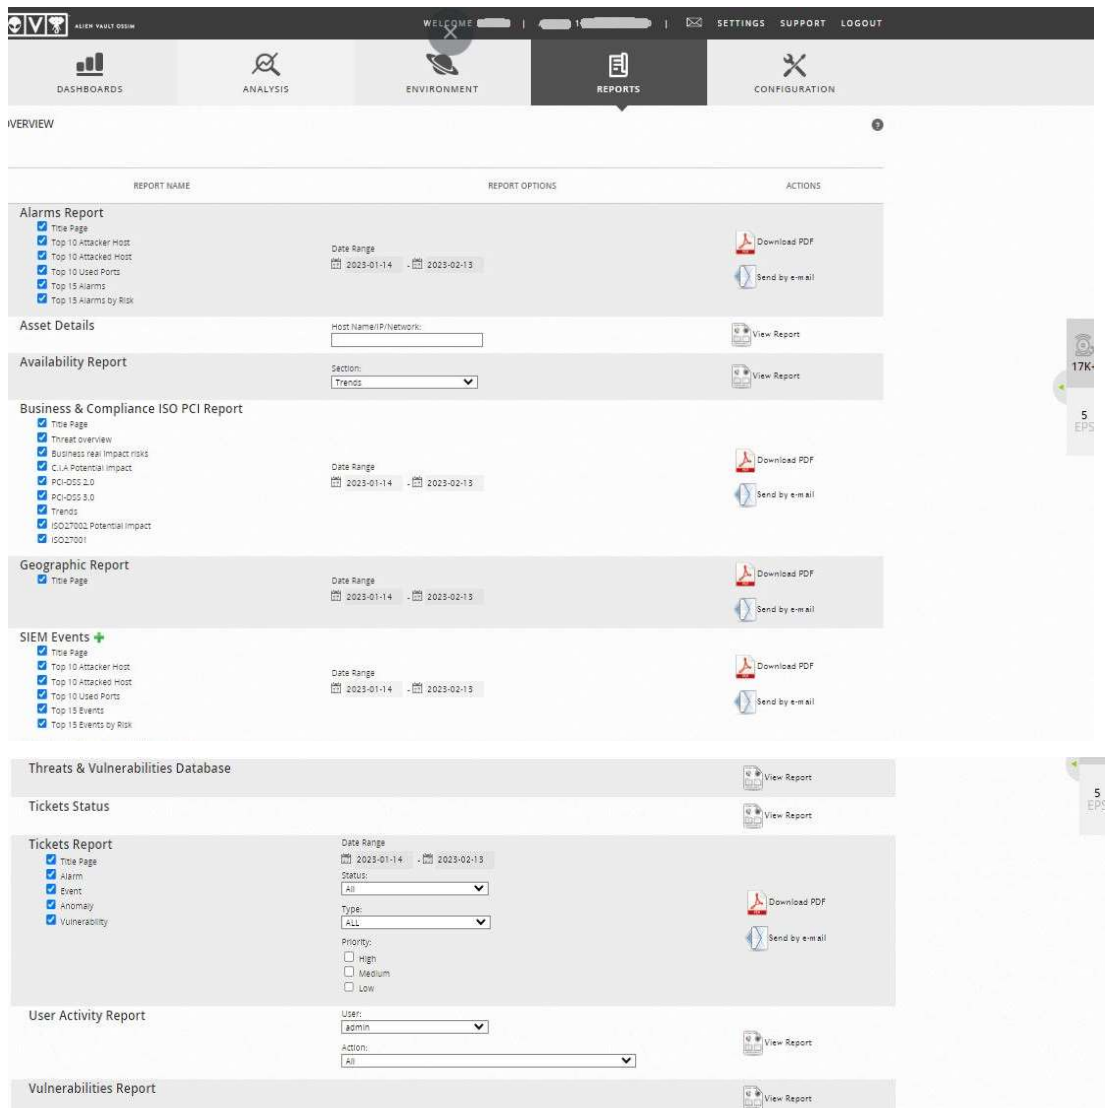 ALIEN VAULT OSSIM
WELCOME | | SETTINGS SUPPORT LOGOUT
DASHBOARDS ANALYSIS ENVIRONMENT REPORTS CONFIGURATION
OVERVIEW
REPORT NAME REPORT OPTIONS ACTIONS
Alarms Report
Title Page
Top 10 Attacker Host
Top 10 Attacked Host
Top 10 Used Ports
Top 15 Alarms
Top 15 Alarms by Risk
Date Range
2023-01-14 - 2023-02-13
Download PDF
Send by e-mail
Asset Details
Host Name/IP/Network:
View Report
Availability Report
Section:
Trends
View Report
17K+
5
EPS
Business & Compliance ISO PCI Report
Title Page
Threat overview
Business real impact risks
C.I.A Potential impact
PCI-DSS 2.0
PCI-DSS 3.0
Trends
ISO27002 Potential impact
ISO27001
Date Range
2023-01-14 - 2023-02-13
Download PDF
Send by e-mail
Geographic Report
Title Page
Date Range
2023-01-14 - 2023-02-13
Download PDF
Send by e-mail
SIEM Events
Title Page
Top 10 Attacker Host
Top 10 Attacked Host
Top 10 Used Ports
Top 15 Events
Top 15 Events by Risk
Date Range
2023-01-14 - 2023-02-13
Download PDF
Send by e-mail
Threats & Vulnerabilities Database
View Report
5
EPS
Tickets Status
View Report
Tickets Report
Title Page
Alarm
Event
Anomaly
Vulnerability
Date Range
2023-01-14 - 2023-02-13
Status:
All
Type:
ALL
Priority:
High
Medium
Low
Download PDF
Send by e-mail
User Activity Report
User:
admin
Action:
All
View Report
Vulnerabilities Report
View Report